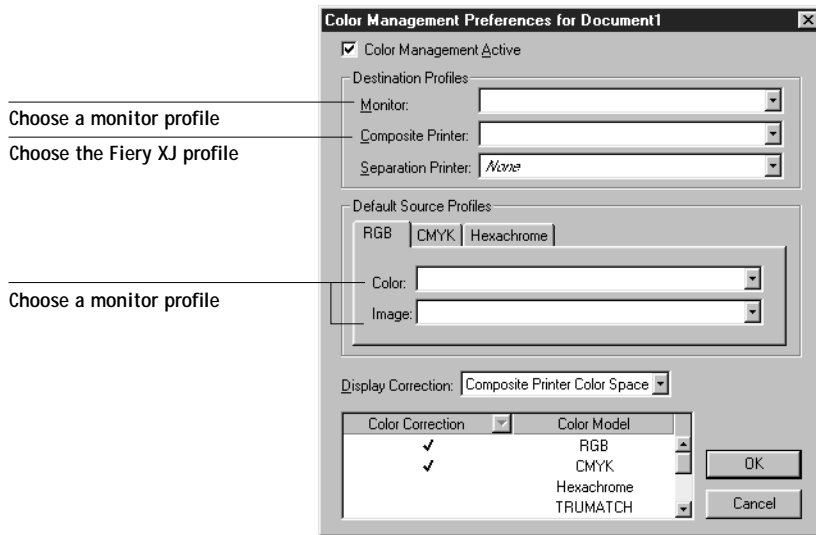 Color Management Preferences for Document1
Color Management Active
Destination Profiles
Monitor:
Choose a monitor profile
Composite Printer:
Choose the Fiery XJ profile
Separation Printer: None
Default Source Profiles
RGB CMYK Hexachrome
Color:
Choose a monitor profile
Image:
Display Correction: Composite Printer Color Space
Color Correction Color Model
RGB
CMYK
Hexachrome
TRUMATCH
OK
Cancel